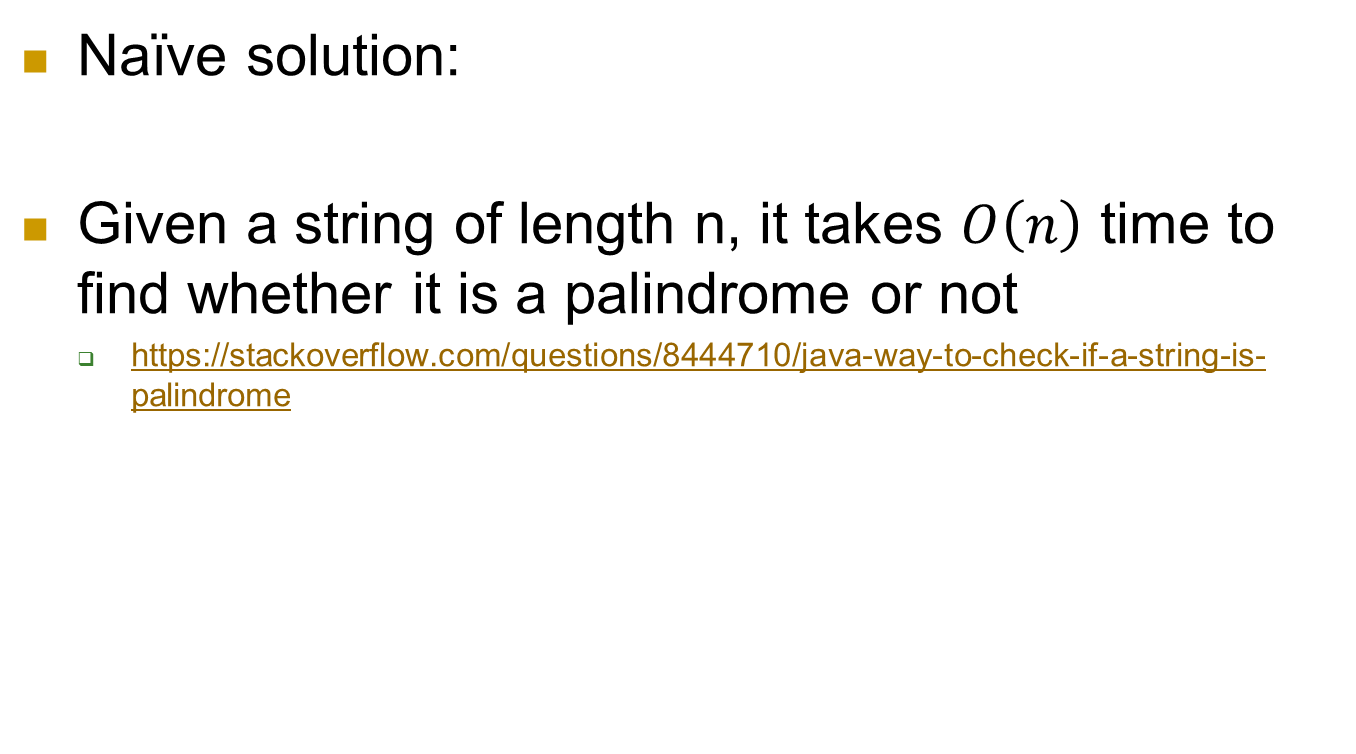 Naïve solution:
Given a string of length n, it takes O(n) time to
find whether it is a palindrome or not
https://stackoverflow.com/questions/8444710/java-way-to-check-if-a-string-is-
palindrome